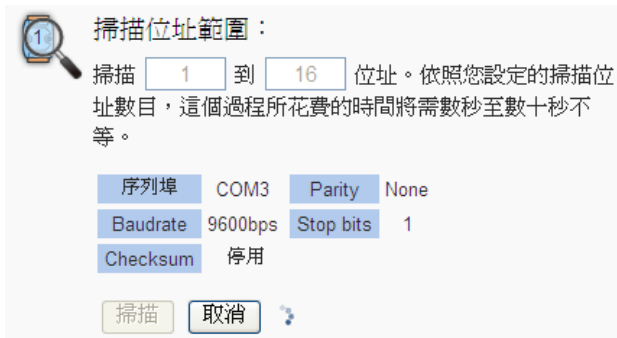 1
掃描位址範圍：
掃描 1 到 16 位址。依照您設定的掃描位
址數目，這個過程所花費的時間將需數秒至數十秒不
等。
序列埠 COM3 Parity None
Baudrate 9600bps Stop bits 1
Checksum 停用
掃描 取消